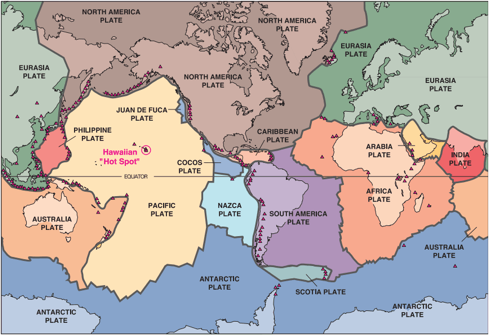 NORTH AMERICA
PLATE
NORTH AMERICA
PLATE
EURASIA
PLATE
EURASIA
PLATE
NORTH AMERICA
PLATE
EURASIA
PLATE
JUAN DE FUCA
PLATE
PHILIPPINE
PLATE
CARIBBEAN
PLATE
Hawaiian
"Hot Spot"
ARABIA
PLATE
INDIA
PLATE
COCOS
PLATE
EQUATOR
AFRICA
PLATE
PACIFIC
PLATE
NAZCA
PLATE
SOUTH AMERICA
PLATE
AUSTRALIA
PLATE
AUSTRALIA
PLATE
ANTARCTIC
PLATE
SCOTIA PLATE
ANTARCTIC
PLATE
ANTARCTIC
PLATE